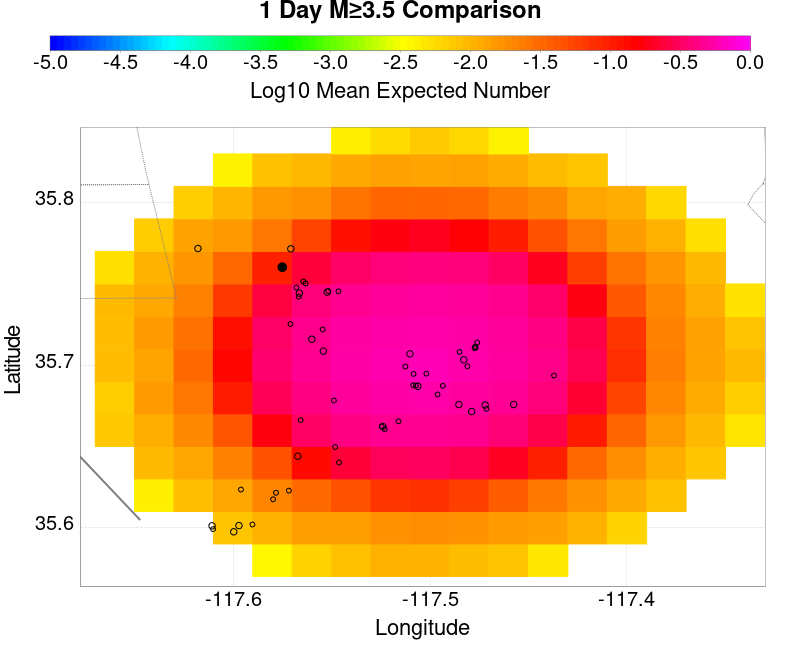 1 Day M≥3.5 Comparison
-5.0 -4.5 -4.0 -3.5 -3.0 -2.5 -2.0 -1.5 -1.0 -0.5 0.0
Log10 Mean Expected Number
35.8
35.7
35.6
Latitude
-117.6 -117.5 -117.4
Longitude